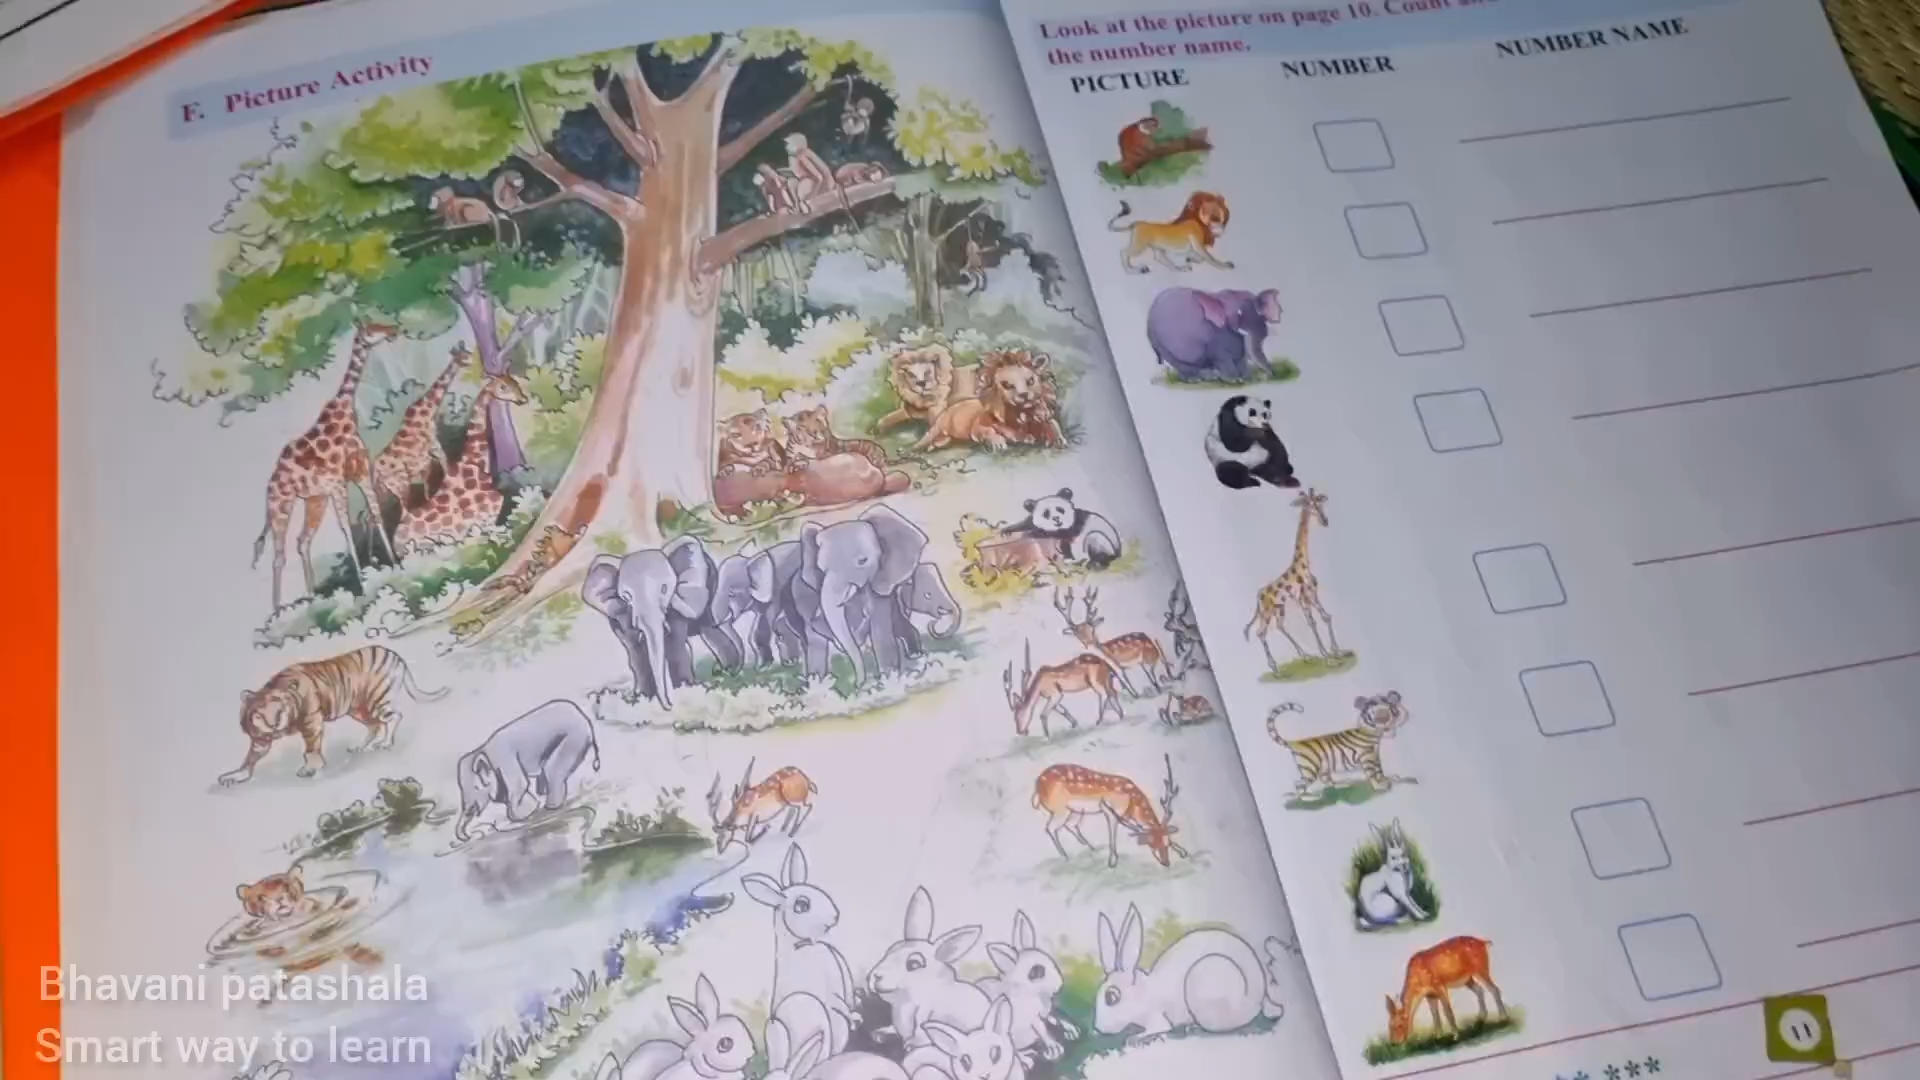 F. Picture Activity
Look at the picture on page 10. Count
the number name.
PICTURE NUMBER NUMBER NAME
11
***
Bhavani patashala
Smart way to learn